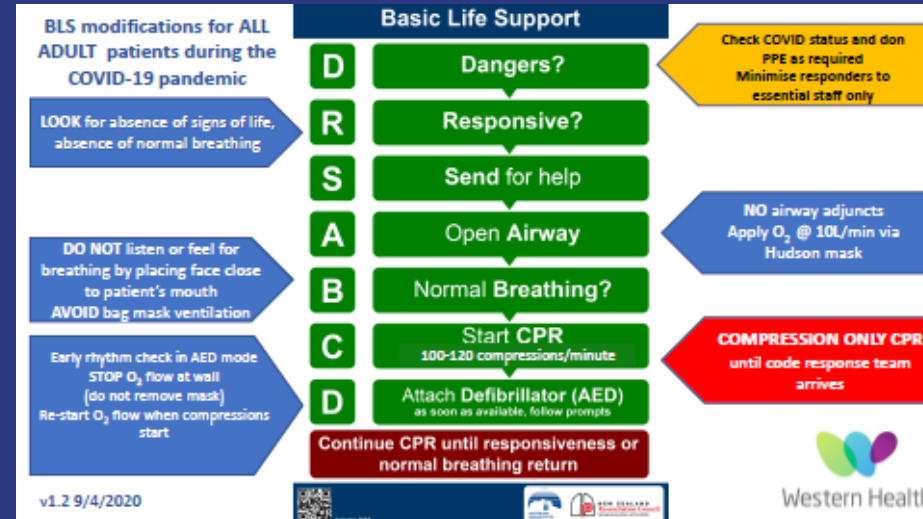 BLS modifications for ALL
ADULT patients during the
COVID-19 pandemic
LOOK for absence of signs of life,
absence of normal breathing
DO NOT listen or feel for
breathing by placing face close
to patient's mouth
AVOID bag mask ventilation
Early rhythm check in AED mode
STOP O₂ flow at wall
(do not remove mask)
Re-start O₂ flow when compressions
start
v1.2 9/4/2020
Basic Life Support
D Dangers?
R Responsive?
S Send for help
A Open Airway
B Normal Breathing?
C Start CPR
100-120 compressions/minute
D Attach Defibrillator (AED)
as soon as available, follow prompts
Continue CPR until responsiveness or
normal breathing return
NEW ZEALAND
Resuscitation Council
Check COVID status and don
PPE as required
Minimise responders to
essential staff only
NO airway adjuncts
Apply O₂ @ 10L/min via
Hudson mask
COMPRESSION ONLY CPR
until code response team
arrives
Western Health